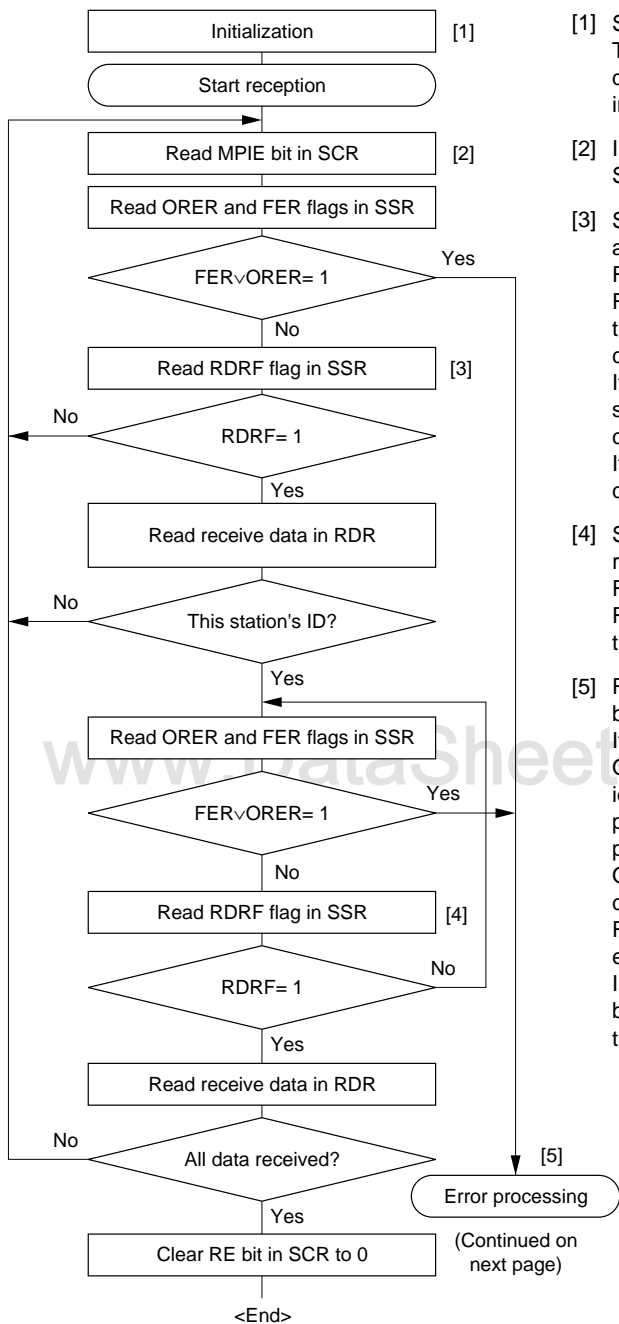 Initialization [1]
Start reception
Read MPIE bit in SCR [2]
Read ORER and FER flags in SSR
FER∨ORER= 1
Yes
No
Read RDRF flag in SSR [3]
No
RDRF= 1
Yes
Read receive data in RDR
No
This station's ID?
Yes
Read ORER and FER flags in SSR
www.DataSheet
FER∨ORER= 1
Yes
No
Read RDRF flag in SSR [4]
RDRF= 1
No
Yes
Read receive data in RDR
No
All data received?
Yes
[5]
Error processing
(Continued on
next page)
Clear RE bit in SCR to 0
<End>
[1]
[2]
[3]
[4]
[5]